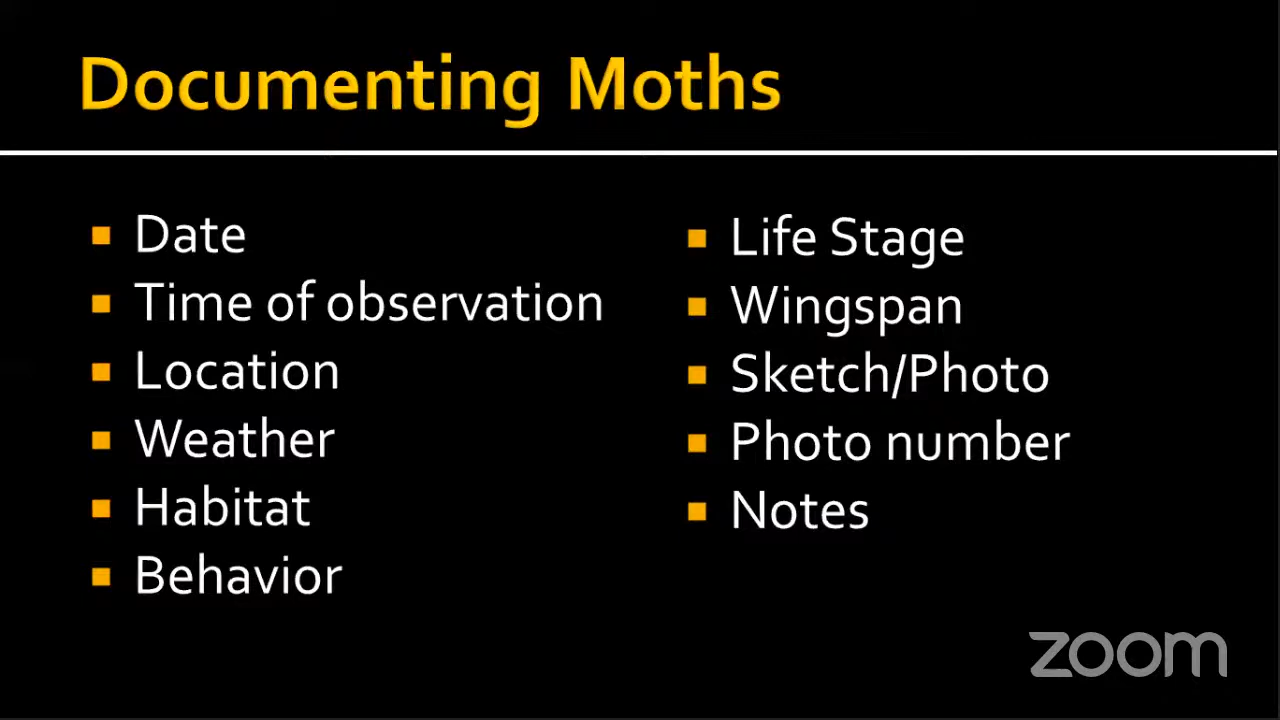 Documenting Moths
Date
Time of observation
Location
Weather
Habitat
Behavior
Life Stage
Wingspan
Sketch/Photo
Photo number
Notes
zoom